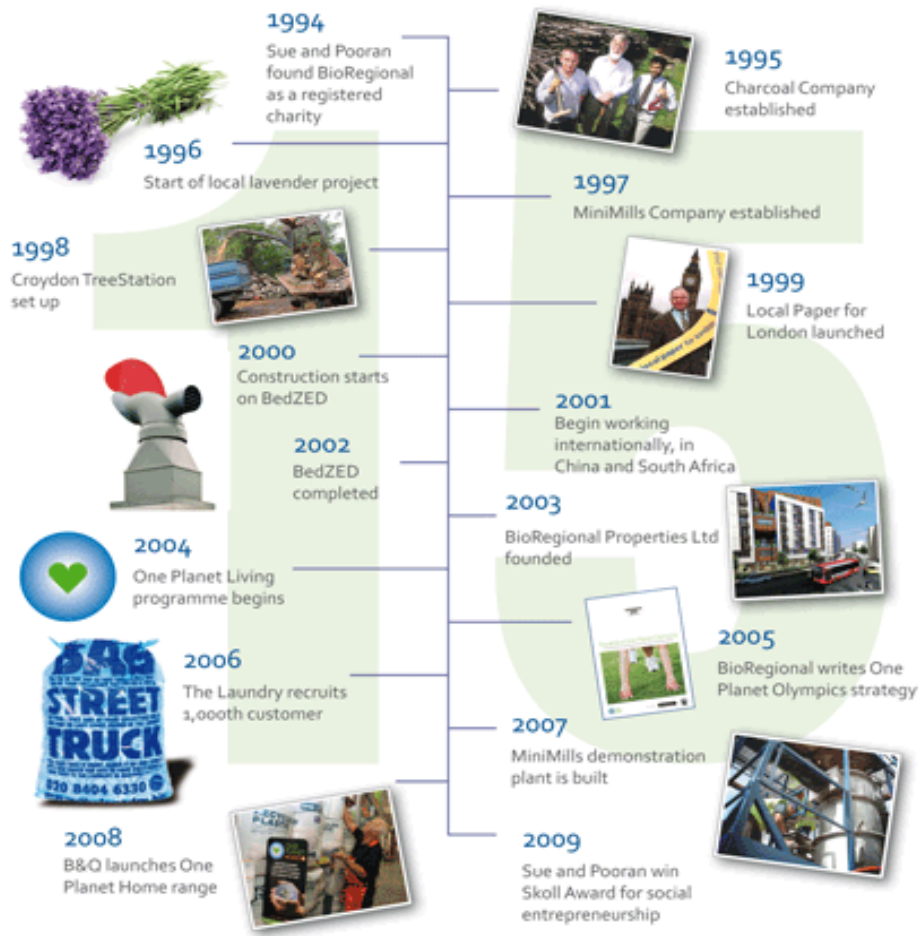 1994
Sue and Pooran
found BioRegional
as a registered
charity
1995
Charcoal Company
established
1996
Start of local lavender project
1997
MiniMills Company established
1998
Croydon TreeStation
set up
1999
Local Paper for
London launched
2000
Construction starts
on BedZED
2001
Begin working
internationally, in
China and South Africa
2002
BedZED
completed
2003
BioRegional Properties Ltd
founded
2004
One Planet Living
programme begins
2005
BioRegional writes One
Planet Olympics strategy
2006
The Laundry recruits
1,000th customer
STREET
TRUCK
020 8404 6330
2007
MiniMills demonstration
plant is built
2008
B&Q launches One
Planet Home range
2009
Sue and Pooran win
Skoll Award for social
entrepreneurship
15